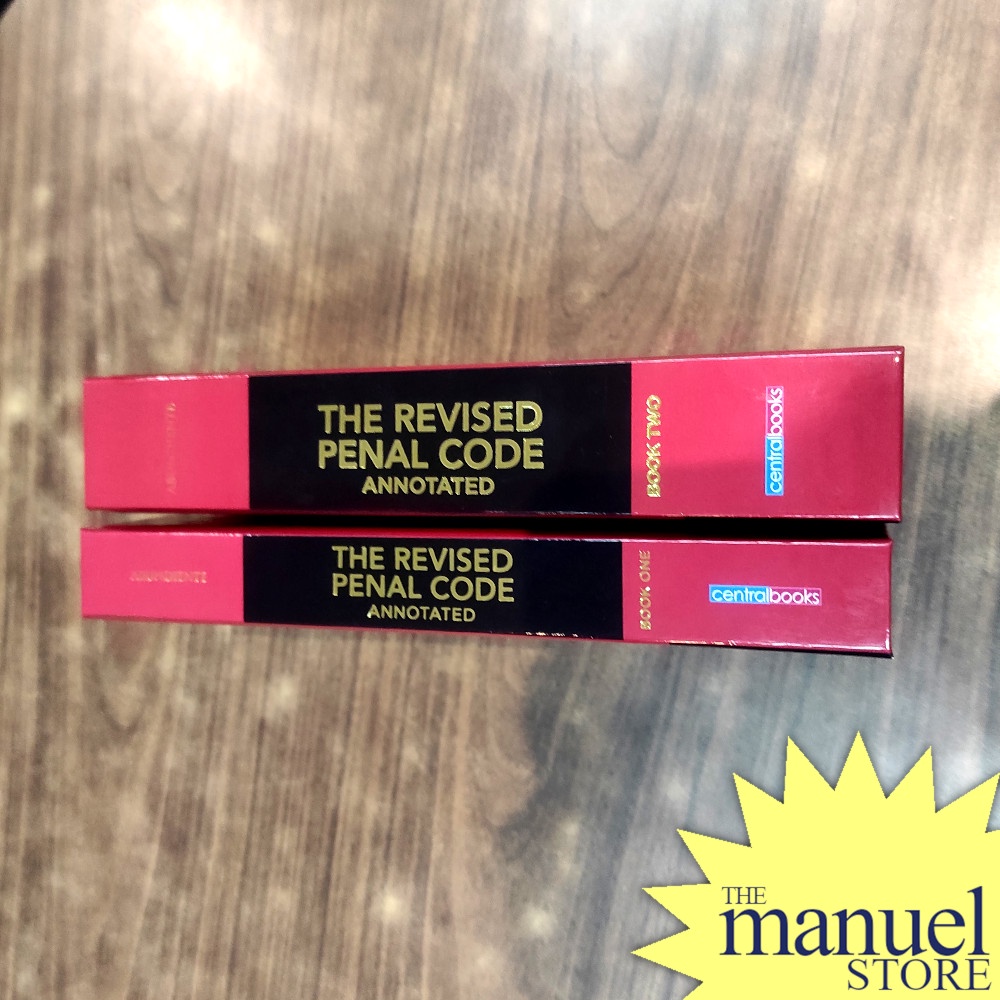 THE REVISED
PENAL CODE
ANNOTATED
BOOK TWO
centralbooks
THE REVISED
PENAL CODE
ANNOTATED
BOOK ONE
centralbooks
THE
manuel
STORE